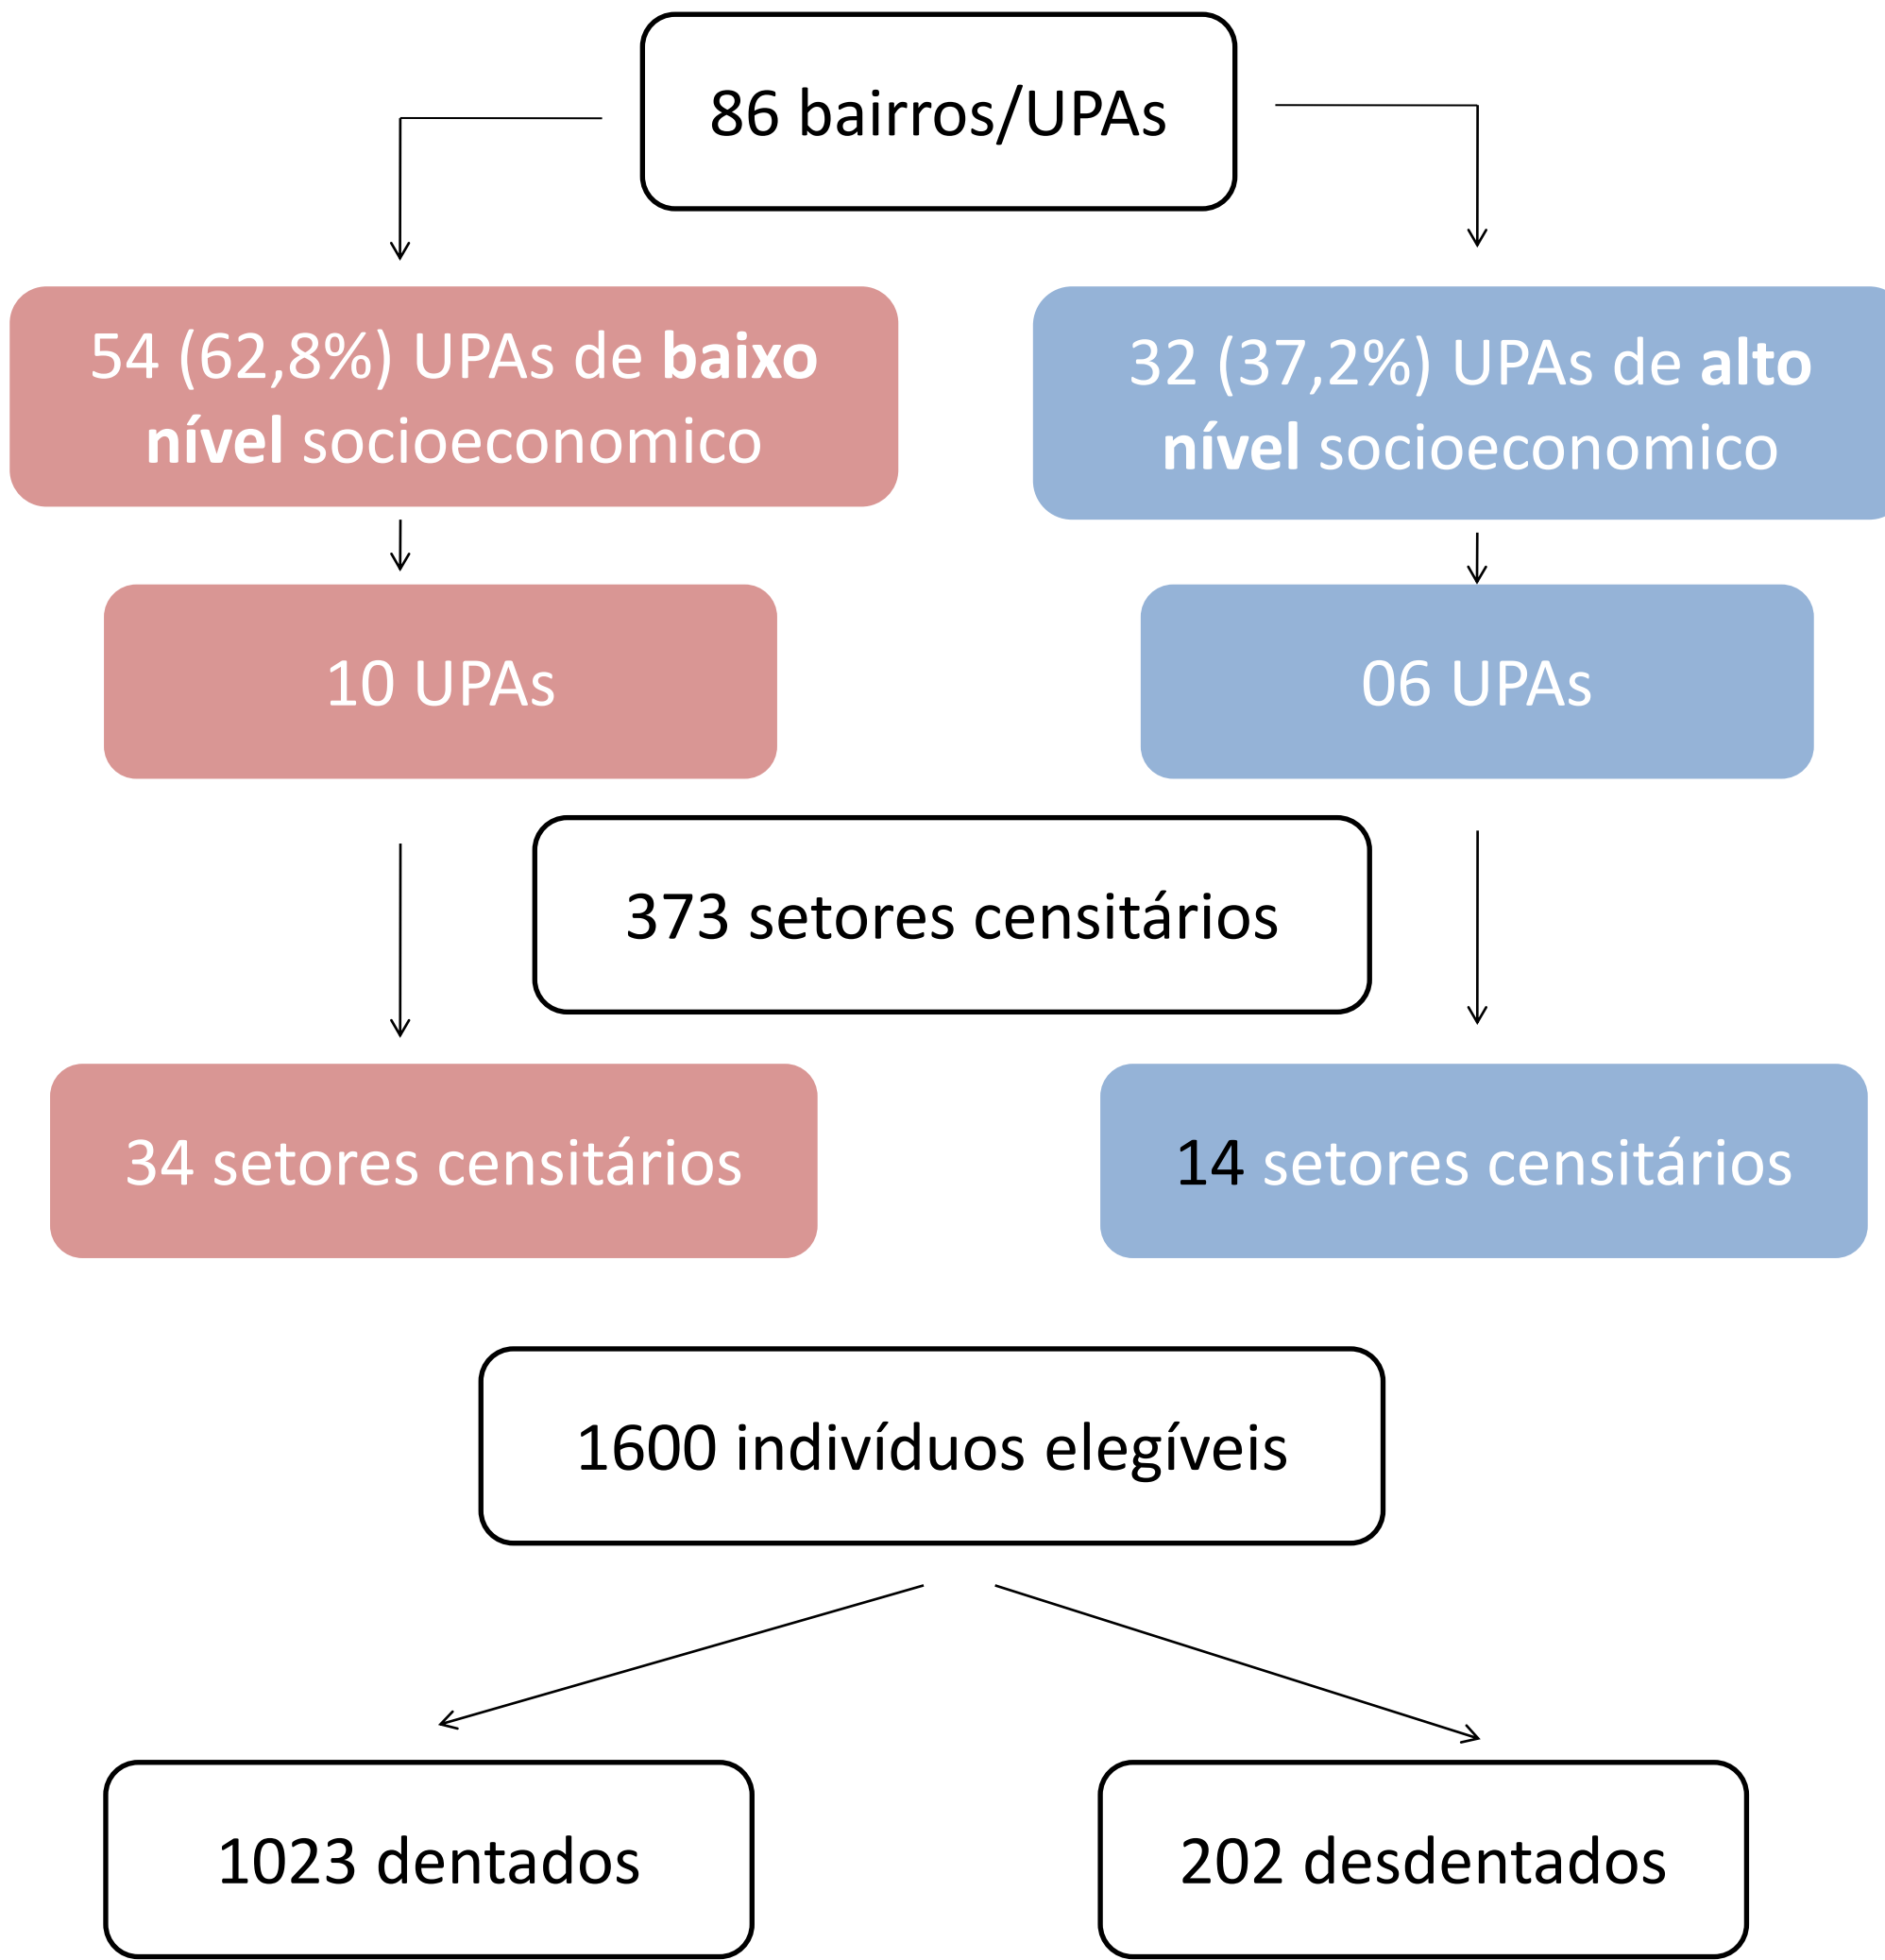 86 bairros/UPAs
54 (62,8%) UPAs de baixo
nível socioeconomico
32 (37,2%) UPAs de alto
nível socioeconomico
10 UPAs
06 UPAs
373 setores censitários
34 setores censitários
14 setores censitários
1600 indivíduos elegíveis
1023 dentados
202 desdentados